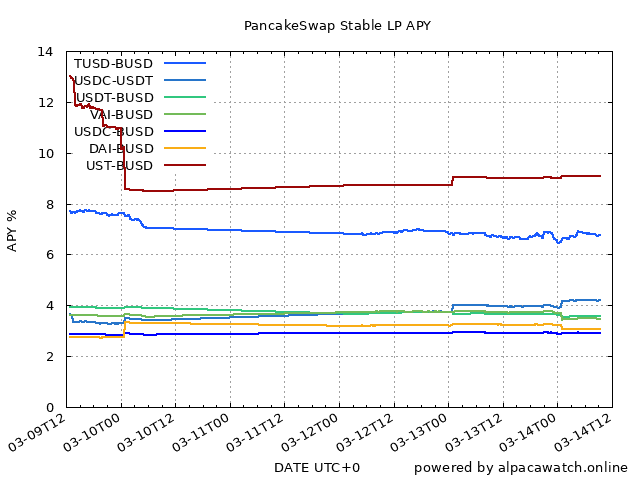 PancakeSwap Stable LP APY
14
12
10
8
6
4
2
0
APY %
TUSD-BUSD
USDC-USDT
USDT-BUSD
VAI-BUSD
USDC-BUSD
DAI-BUSD
UST-BUSD
03-09T12
03-10T00
03-10T12
03-11T00
03-11T12
03-12T00
03-12T12
03-13T00
03-13T12
03-14T00
03-14T12
DATE UTC+0
powered by alpacawatch.online